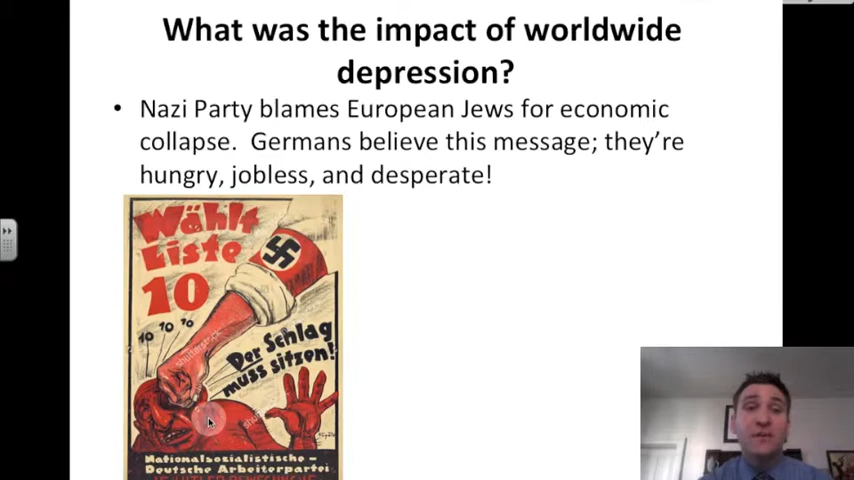 What was the impact of worldwide
depression?
• Nazi Party blames European Jews for economic
collapse. Germans believe this message; they're
hungry, jobless, and desperate!
Wählt
Liste
10
10 10 10
Der Schlag
muss sitzen!
shutterstock
Nationalsozialistische-
Deutsche Arbeiterpartei